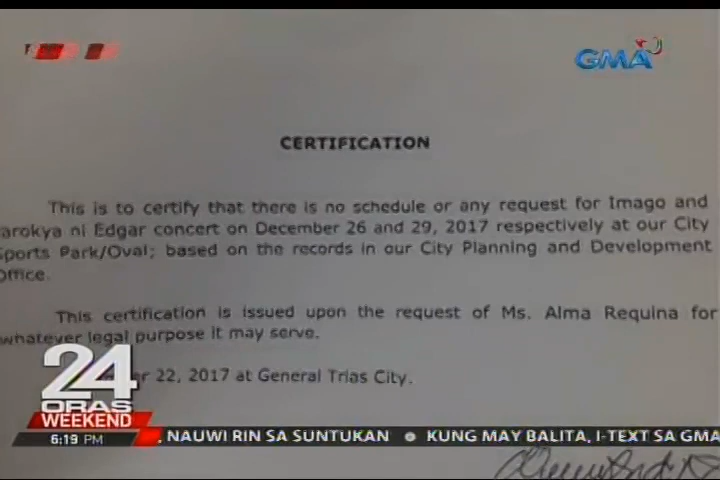 GMA
CERTIFICATION
This is to certify that there is no schedule or any request for Imago and
arokya ni Edgar concert on December 26 and 29, 2017 respectively at our City
Sports Park/Oval; based on the records in our City Planning and Development
Office.
This certification is issued upon the request of Ms. Alma Requina for
whatever legal purpose it may serve.
er 22, 2017 at General Trias City.
24
ORAS
WEEKEND
6:19 PM
. NAUWI RIN SA SUNTUKAN KUNG MAY BALITA, I-TEXT SA GMA